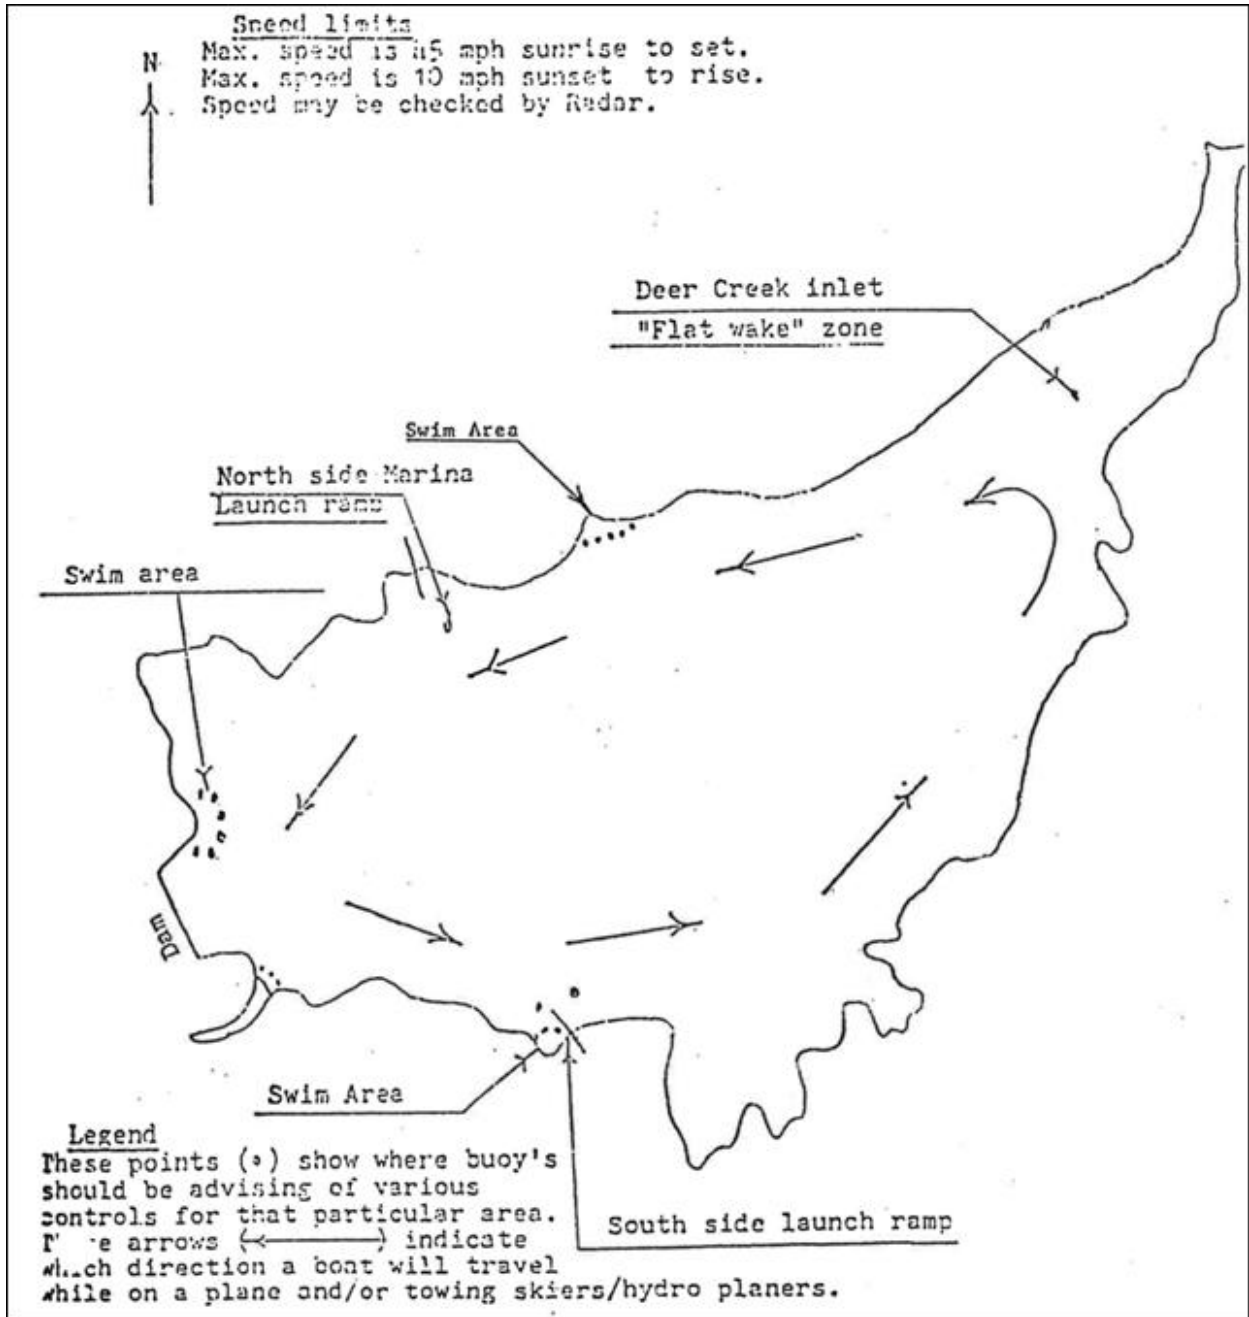 Speed limits
N
Max. speed is 45 mph sunrise to set.
Max. speed is 10 mph sunset to rise.
Speed may be checked by Radar.
Deer Creek inlet
"Flat wake" zone
Swim Area
North side Marina
Launch ramp
Swim area
Dam
Swim Area
Legend
These points (•) show where buoy's
should be advising of various
controls for that particular area.
arrows ( ) indicate
which direction a boat will travel
while on a plane and/or towing skiers/hydro planers.
South side launch ramp